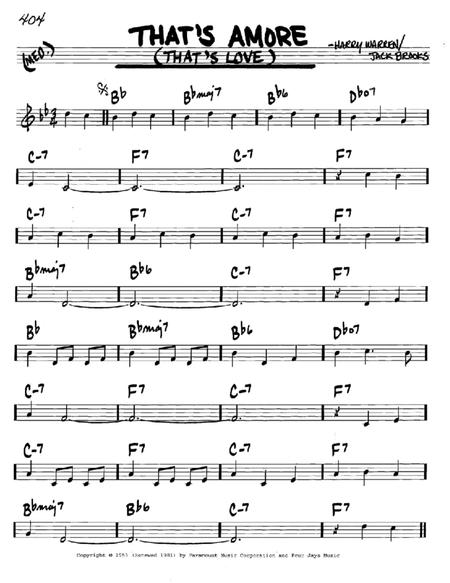 404
THAT'S AMORE
(MED.)
(THAT'S LOVE)
-HARRY WARREN/
JACK BROOKS
Bb Bbmaj7 Bb6 Dbo7
C-7 F7 C-7 F7
C-7 F7 C-7 F7
Bbmaj7 Bb6 C-7 F7
Bb Bbmaj7 Bb6 Dbo7
C-7 F7 C-7 F7
C-7 F7 C-7 F7
Bbmaj7 Bb6 C-7 F7
Copyright © 1953 (Renewed 1981) by Paramount Music Corporation and Four Jays Music